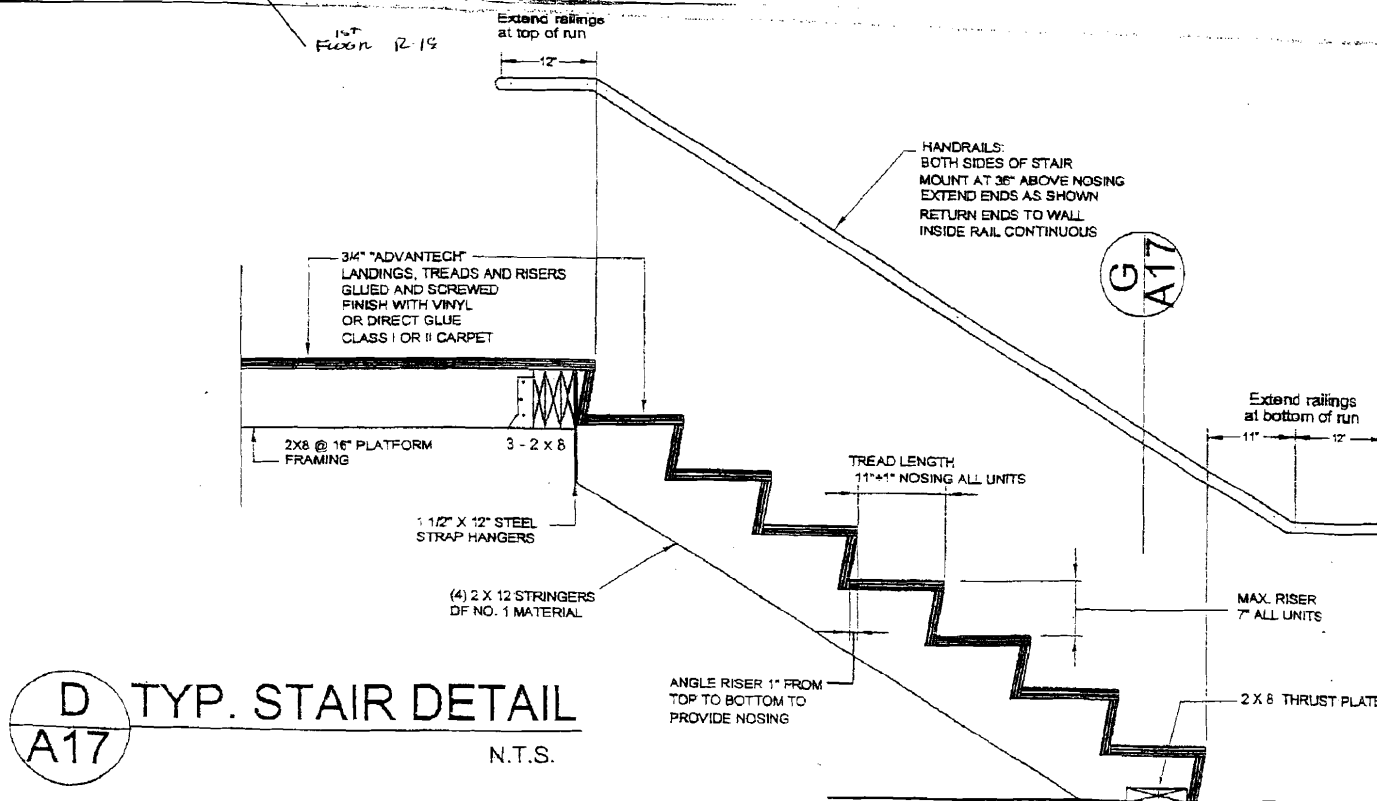 1st
Floor R-19
Extend railings
at top of run
12"
HANDRAILS:
BOTH SIDES OF STAIR
MOUNT AT 36" ABOVE NOSING
EXTEND ENDS AS SHOWN
RETURN ENDS TO WALL
INSIDE RAIL CONTINUOUS
G
A17
3/4" "ADVANTECH"
LANDINGS, TREADS AND RISERS
GLUED AND SCREWED
FINISH WITH VINYL
OR DIRECT GLUE
CLASS I OR II CARPET
Extend railings
at bottom of run
11" 12"
2X8 @ 16" PLATFORM
FRAMING
3 - 2 x 8
TREAD LENGTH
11"+1" NOSING ALL UNITS
1 1/2" X 12" STEEL
STRAP HANGERS
(4) 2 X 12 STRINGERS
DF NO. 1 MATERIAL
MAX. RISER
7" ALL UNITS
ANGLE RISER 1" FROM
TOP TO BOTTOM TO
PROVIDE NOSING
2 X 8 THRUST PLATE
D
A17
TYP. STAIR DETAIL
N.T.S.